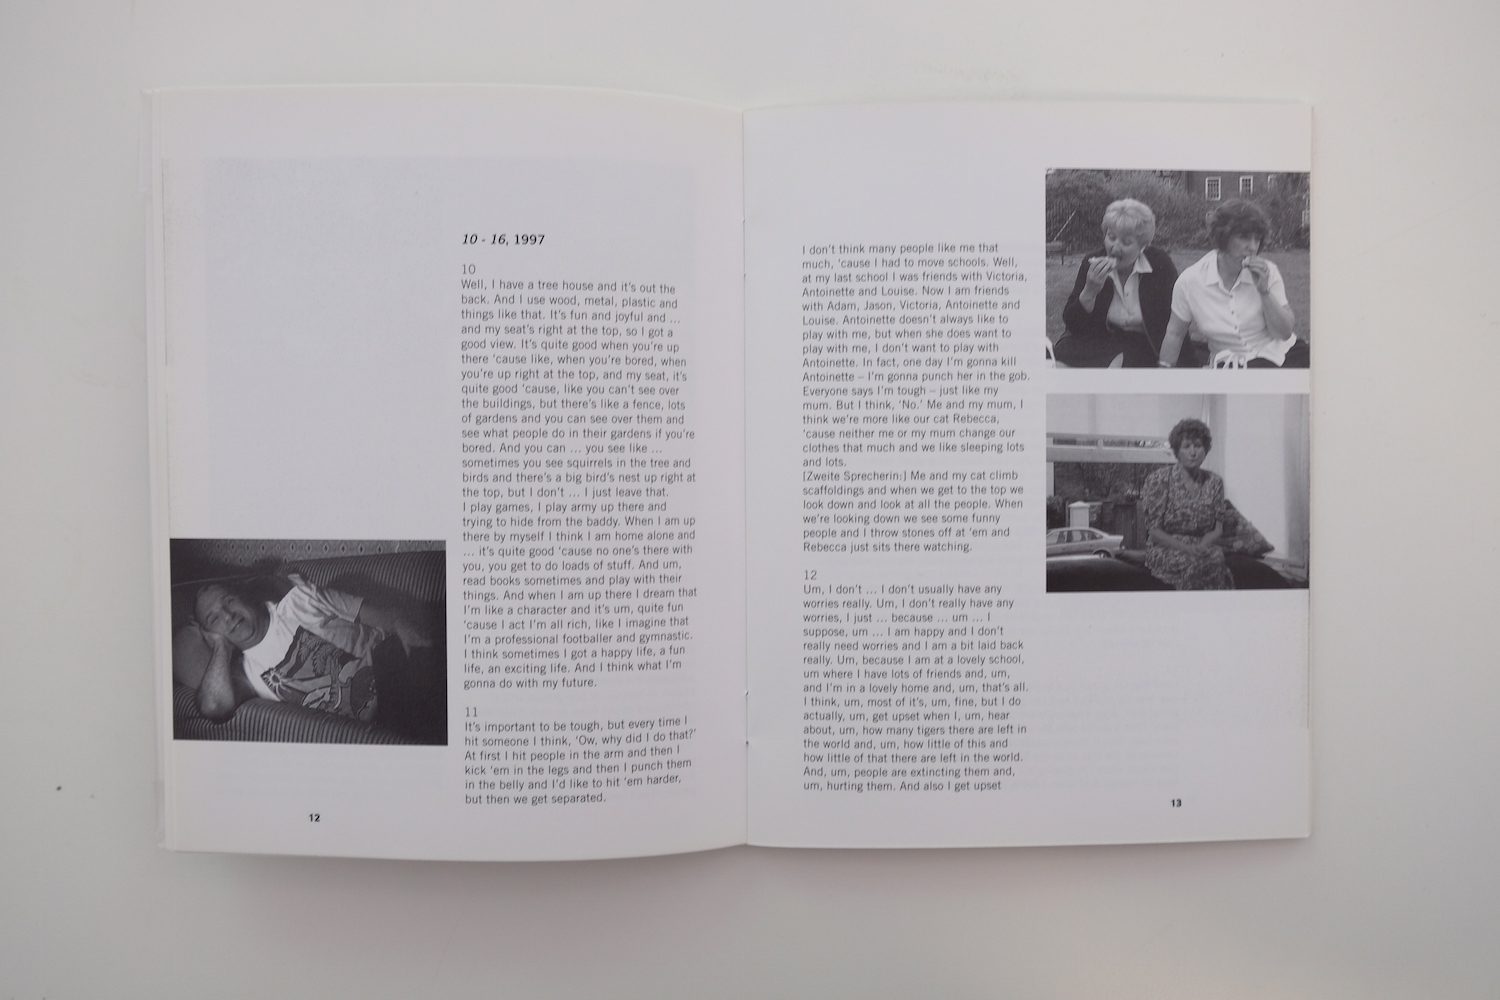 10 - 16, 1997
10
Well, I have a tree house and it's out the
back. And I use wood, metal, plastic and
things like that. It's fun and joyful and ...
and my seat's right at the top, so I got a
good view. It's quite good when you're up
there 'cause like, when you're bored, when
you're up right at the top, and my seat, it's
quite good 'cause, like you can't see over
the buildings, but there's like a fence, lots
of gardens and you can see over them and
see what people do in their gardens if you're
bored. And you can ... you see like ...
sometimes you see squirrels in the tree and
birds and there's a big bird's nest up right at
the top, but I don't ... I just leave that.
I play games, I play army up there and
trying to hide from the baddy. When I am up
there by myself I think I am home alone and
... it's quite good 'cause no one's there with
you, you get to do loads of stuff. And um,
read books sometimes and play with their
things. And when I am up there I dream that
I'm like a character and it's um, quite fun
'cause I act I'm all rich, like I imagine that
I'm a professional footballer and gymnastic.
I think sometimes I got a happy life, a fun
life, an exciting life. And I think what I'm
gonna do with my future.
11
It's important to be tough, but every time I
hit someone I think, 'Ow, why did I do that?'
At first I hit people in the arm and then I
kick 'em in the legs and then I punch them
in the belly and I'd like to hit 'em harder,
but then we get separated.
12
I don't think many people like me that
much, 'cause I had to move schools. Well,
at my last school I was friends with Victoria,
Antoinette and Louise. Now I am friends
with Adam, Jason, Victoria, Antoinette and
Louise. Antoinette doesn't always like to
play with me, but when she does want to
play with me, I don't want to play with
Antoinette. In fact, one day I'm gonna kill
Antoinette – I'm gonna punch her in the gob.
Everyone says I'm tough – just like my
mum. But I think, 'No.' Me and my mum, I
think we're more like our cat Rebecca,
'cause neither me or my mum change our
clothes that much and we like sleeping lots
and lots.
[Zweite Sprecherin:] Me and my cat climb
scaffoldings and when we get to the top we
look down and look at all the people. When
we're looking down we see some funny
people and I throw stones off at 'em and
Rebecca just sits there watching.
12
Um, I don't ... I don't usually have any
worries really. Um, I don't really have any
worries, I just ... because ... um ... I
suppose, um ... I am happy and I don't
really need worries and I am a bit laid back
really. Um, because I am at a lovely school,
um where I have lots of friends and, um,
and I'm in a lovely home and, um, that's all.
I think, um, most of it's, um, fine, but I do
actually, um, get upset when I, um, hear
about, um, how many tigers there are left in
the world and, um, how little of this and
how little of that there are left in the world.
And, um, people are extincting them and,
um, hurting them. And also I get upset
13